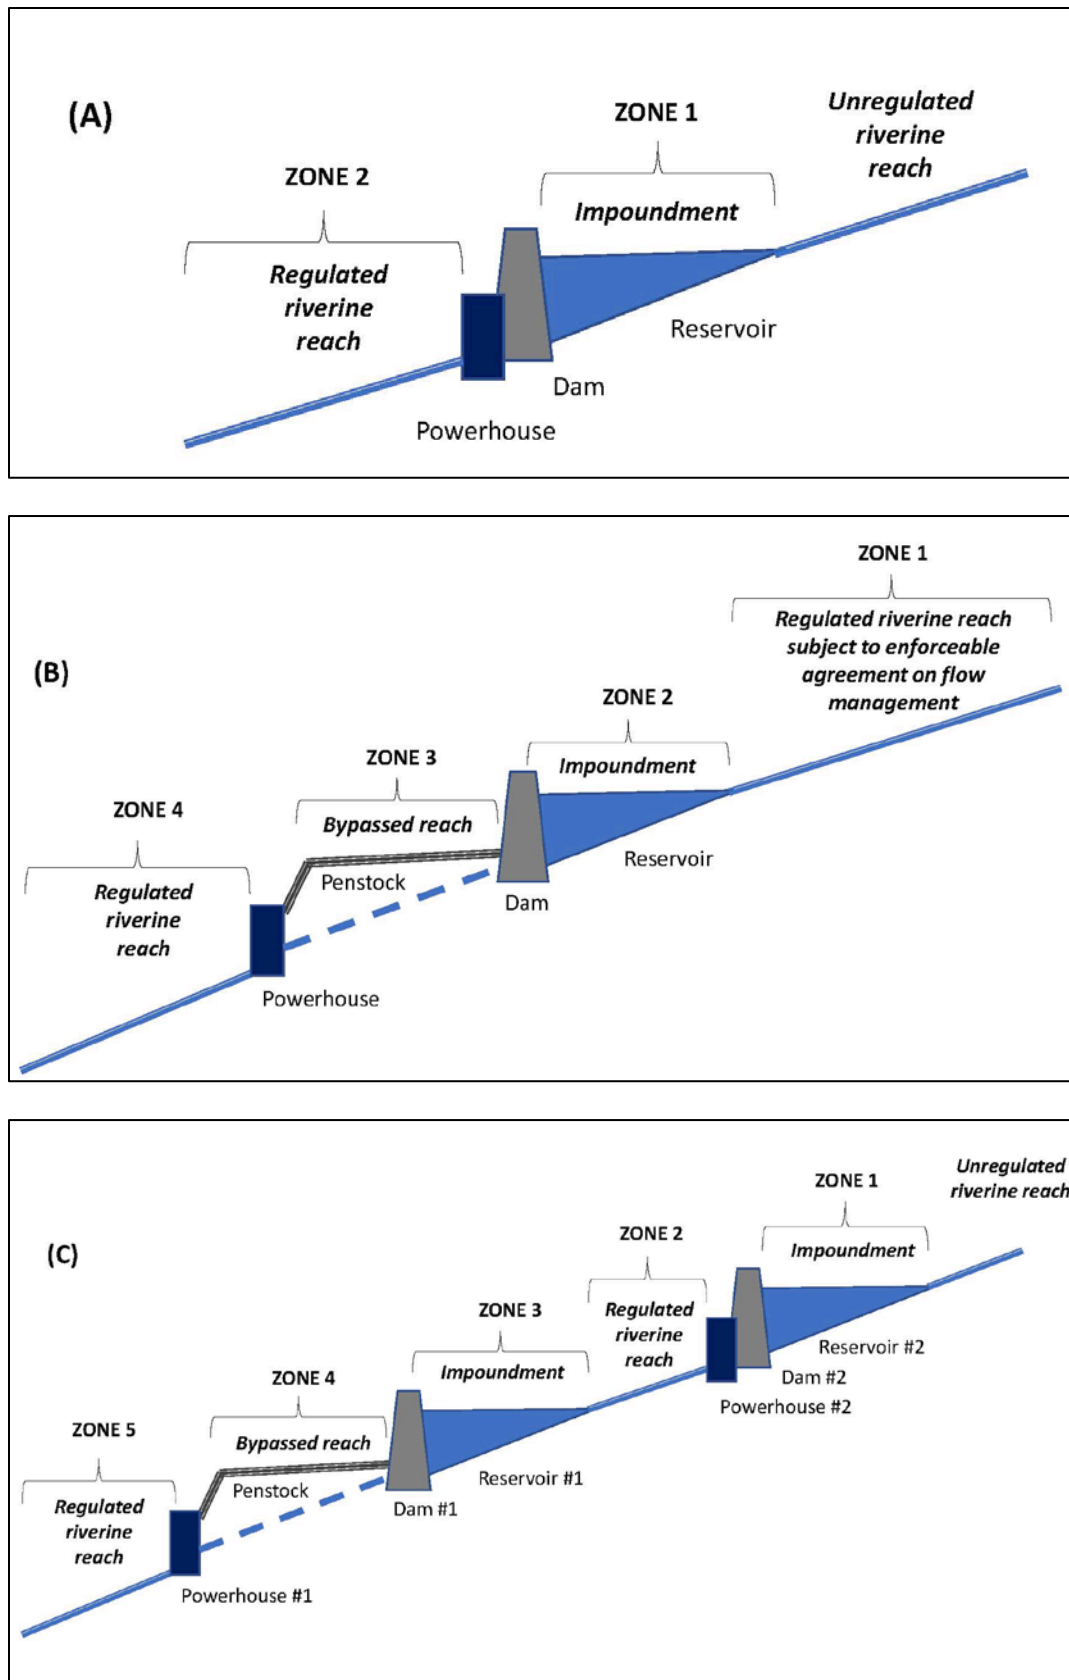 (A)
Unregulated
riverine
reach
ZONE 1
Impoundment
ZONE 2
Regulated
riverine
reach
Reservoir
Dam
Powerhouse
(B)
ZONE 1
Regulated riverine reach
subject to enforceable
agreement on flow
management
ZONE 2
Impoundment
ZONE 3
Bypassed reach
ZONE 4
Regulated
riverine
reach
Reservoir
Penstock
Dam
Powerhouse
(C)
Unregulated
riverine reach
ZONE 1
Impoundment
ZONE 2
Regulated
riverine
reach
ZONE 3
Impoundment
ZONE 4
Bypassed reach
ZONE 5
Regulated
riverine
reach
Reservoir #2
Dam #2
Powerhouse #2
Reservoir #1
Penstock
Dam #1
Powerhouse #1